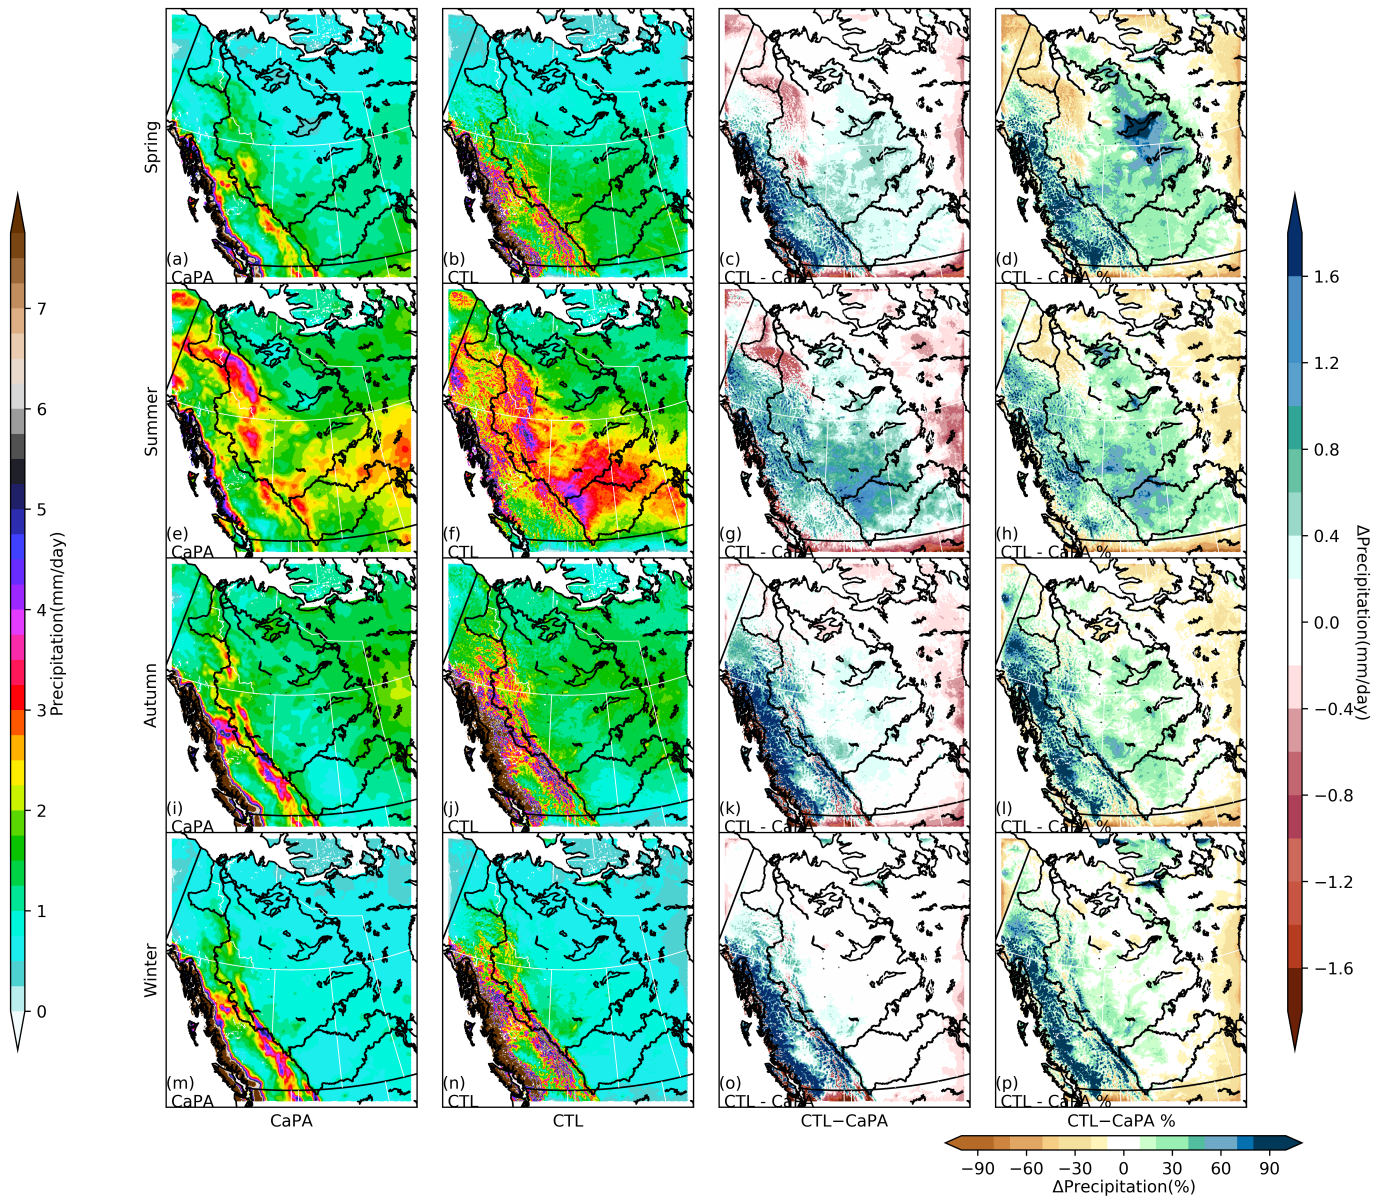 Spring
(a)
CaPA
(b)
CTL
(c)
CTL - CaPA
(d)
CTL - CaPA %
Summer
(e)
CaPA
(f)
CTL
(g)
CTL - CaPA
(h)
CTL - CaPA %
Autumn
(i)
CaPA
(j)
CTL
(k)
CTL - CaPA
(l)
CTL - CaPA %
Winter
(m)
CaPA
(n)
CTL
(o)
CTL - CaPA
(p)
CTL - CaPA %
CaPA
CTL
CTL−CaPA
CTL−CaPA %
7
6
5
4
3
2
1
0
Precipitation(mm/day)
1.6
1.2
0.8
0.4
0.0
−0.4
−0.8
−1.2
−1.6
ΔPrecipitation(mm/day)
−90 −60 −30 0 30 60 90
ΔPrecipitation(%)